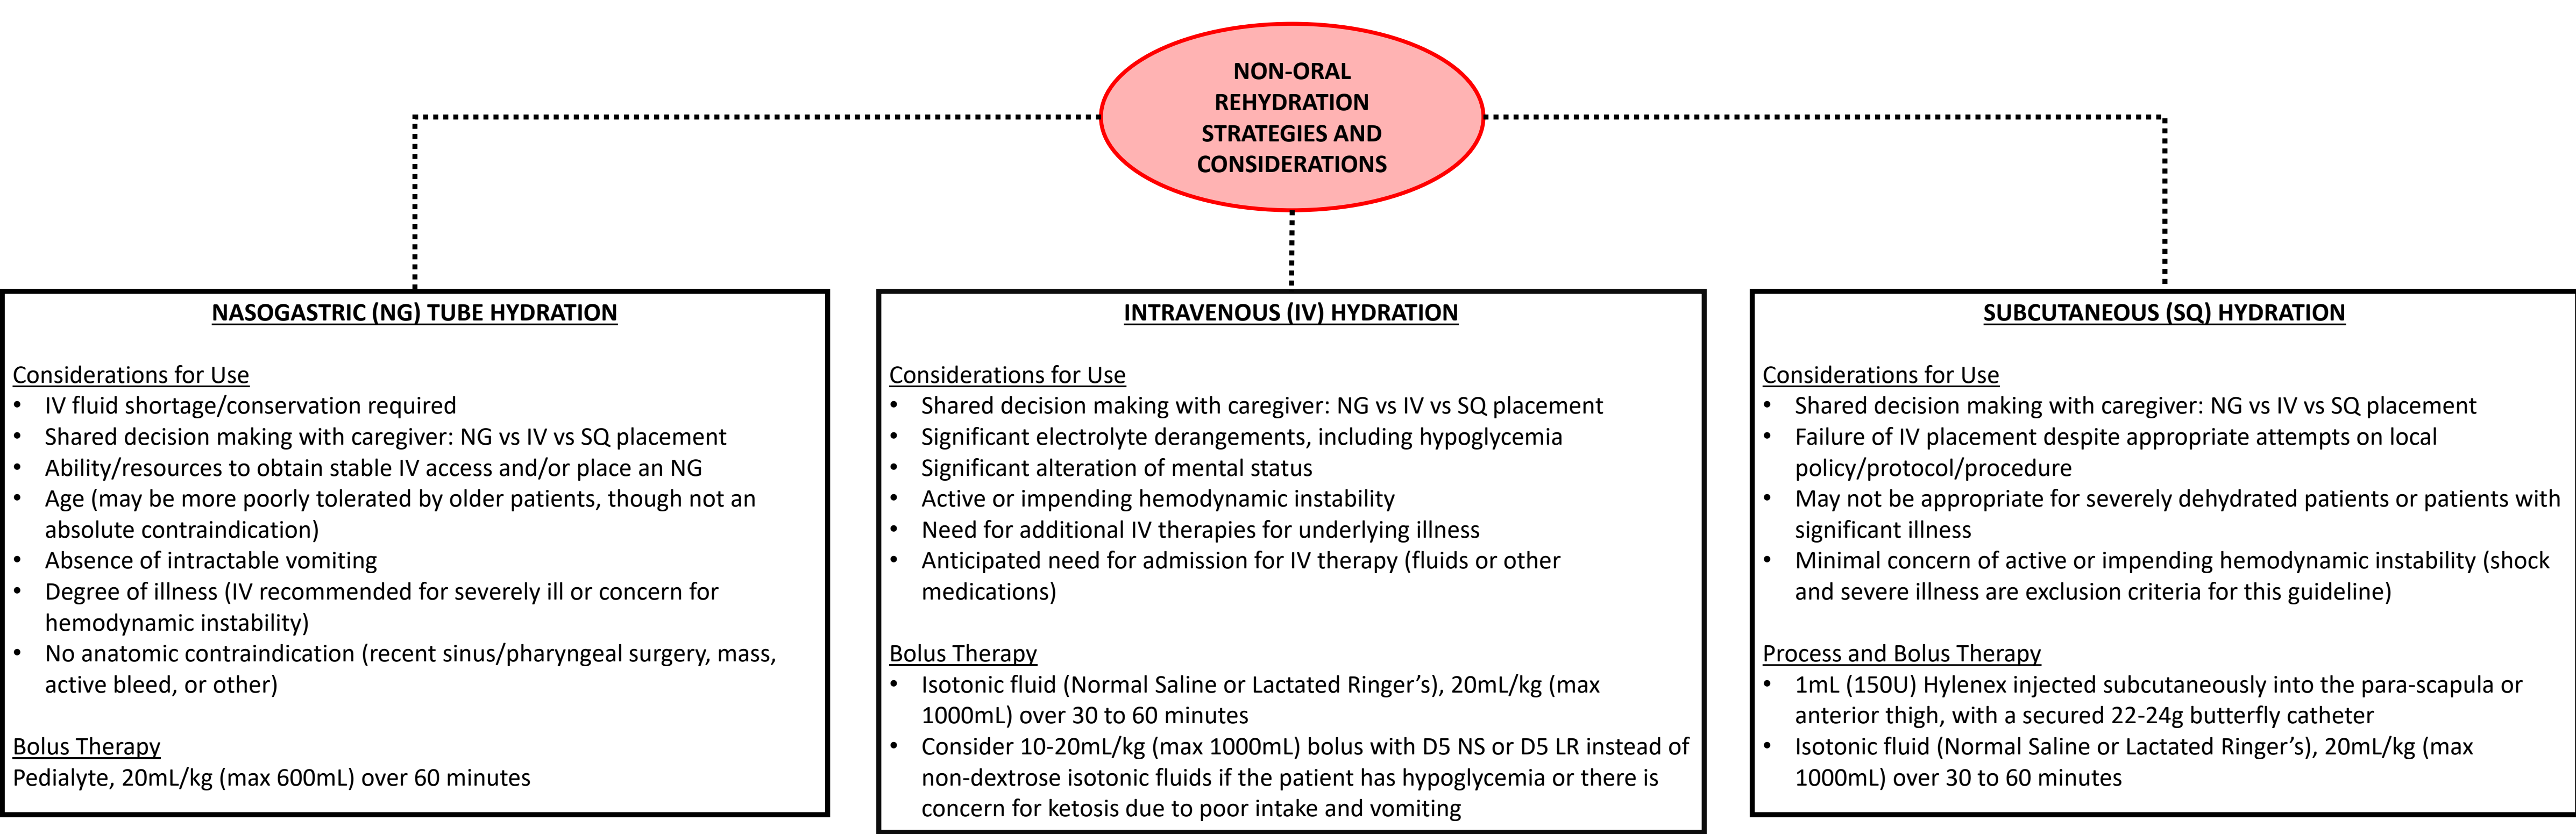 NON-ORAL
REHYDRATION
STRATEGIES AND
CONSIDERATIONS
NASOGASTRIC (NG) TUBE HYDRATION
Considerations for Use
• IV fluid shortage/conservation required
• Shared decision making with caregiver: NG vs IV vs SQ placement
• Ability/resources to obtain stable IV access and/or place an NG
• Age (may be more poorly tolerated by older patients, though not an
absolute contraindication)
• Absence of intractable vomiting
• Degree of illness (IV recommended for severely ill or concern for
hemodynamic instability)
• No anatomic contraindication (recent sinus/pharyngeal surgery, mass,
active bleed, or other)
Bolus Therapy
Pedialyte, 20mL/kg (max 600mL) over 60 minutes
INTRAVENOUS (IV) HYDRATION
Considerations for Use
• Shared decision making with caregiver: NG vs IV vs SQ placement
• Significant electrolyte derangements, including hypoglycemia
• Significant alteration of mental status
• Active or impending hemodynamic instability
• Need for additional IV therapies for underlying illness
• Anticipated need for admission for IV therapy (fluids or other
medications)
Bolus Therapy
• Isotonic fluid (Normal Saline or Lactated Ringer’s), 20mL/kg (max
1000mL) over 30 to 60 minutes
• Consider 10-20mL/kg (max 1000mL) bolus with D5 NS or D5 LR instead of
non-dextrose isotonic fluids if the patient has hypoglycemia or there is
concern for ketosis due to poor intake and vomiting
SUBCUTANEOUS (SQ) HYDRATION
Considerations for Use
• Shared decision making with caregiver: NG vs IV vs SQ placement
• Failure of IV placement despite appropriate attempts on local
policy/protocol/procedure
• May not be appropriate for severely dehydrated patients or patients with
significant illness
• Minimal concern of active or impending hemodynamic instability (shock
and severe illness are exclusion criteria for this guideline)
Process and Bolus Therapy
• 1mL (150U) Hylenex injected subcutaneously into the para-scapula or
anterior thigh, with a secured 22-24g butterfly catheter
• Isotonic fluid (Normal Saline or Lactated Ringer’s), 20mL/kg (max
1000mL) over 30 to 60 minutes